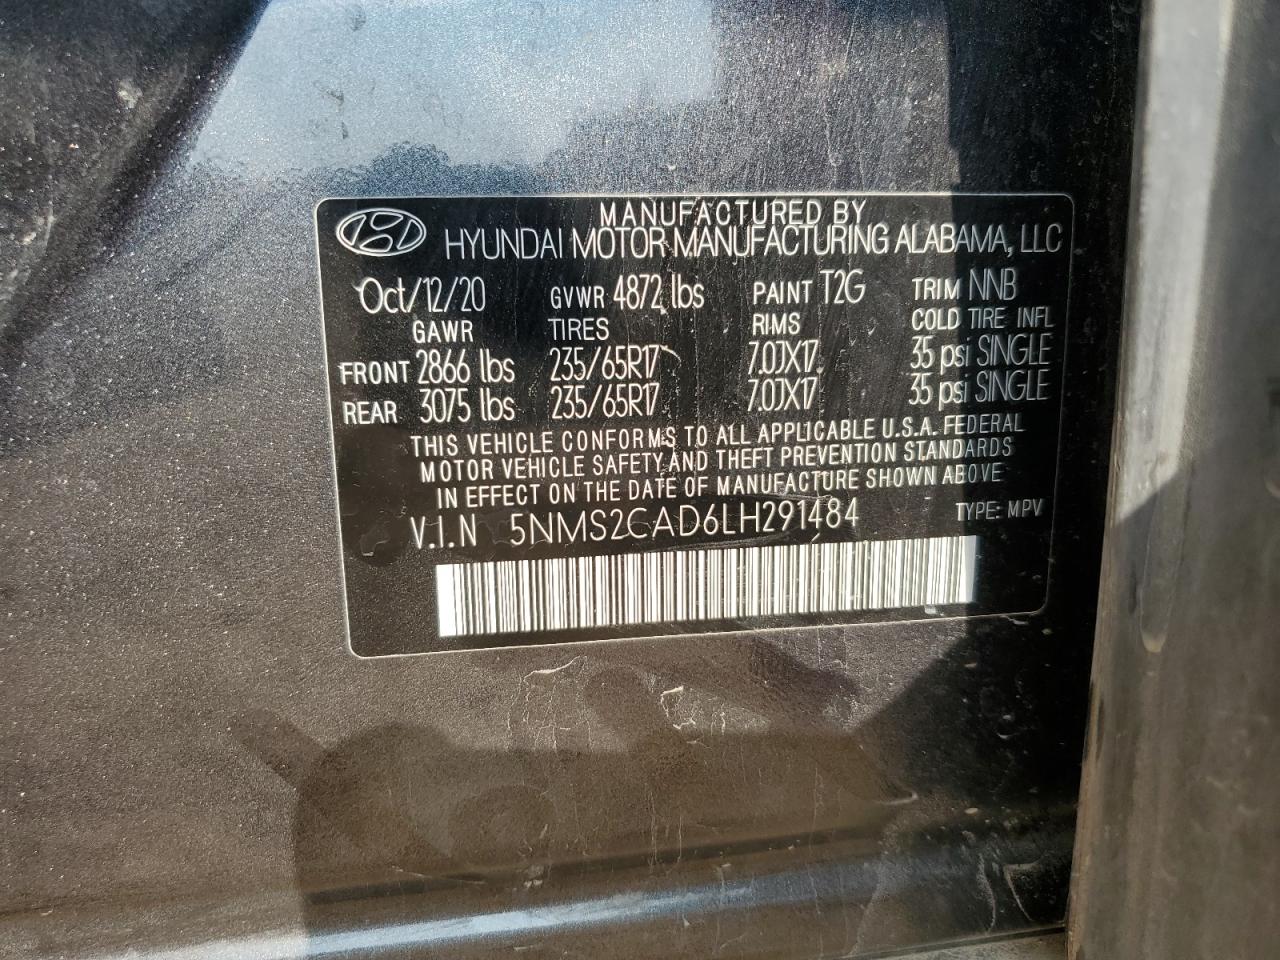 MANUFACTURED BY
HYUNDAI MOTOR MANUFACTURING ALABAMA, LLC
Oct/12/20 GVWR 4872 lbs PAINT T2G TRIM NNB
GAWR TIRES RIMS COLD TIRE INFL
FRONT 2866 lbs 235/65R17 7.0JX17 35 psi SINGLE
REAR 3075 lbs 235/65R17 7.0JX17 35 psi SINGLE
THIS VEHICLE CONFORMS TO ALL APPLICABLE U.S.A. FEDERAL
MOTOR VEHICLE SAFETY AND THEFT PREVENTION STANDARDS
IN EFFECT ON THE DATE OF MANUFACTURE SHOWN ABOVE
V.I.N 5NMS2CAD6LH291484 TYPE: MPV